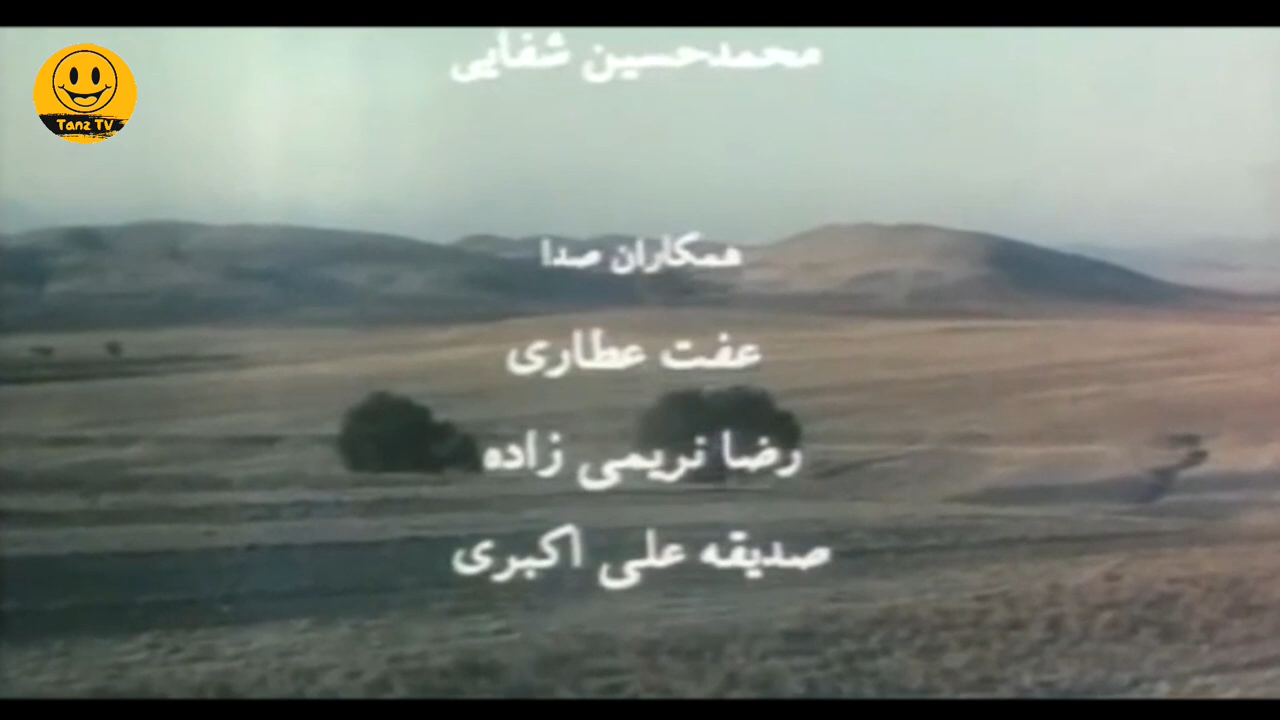 محمدحسین شفایی
Tanz TV
همکاران صدا
عفت عطاری
رضا نریمی زاده
صدیقه علی اکبری